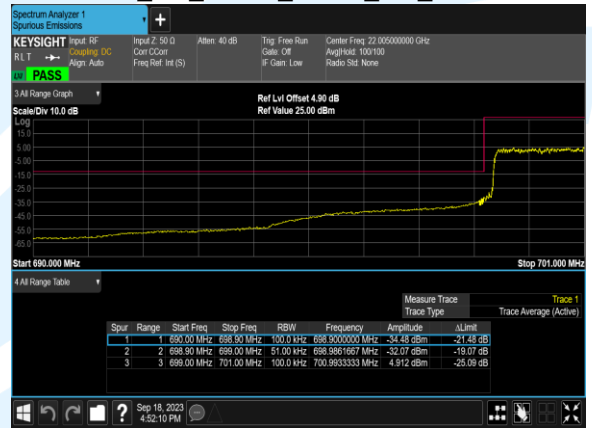 Spectrum Analyzer 1
Spurious Emissions
KEYSIGHT Input: RF Input Z: 50 Ω Atten: 40 dB Trig: Free Run Center Freq: 22.005000000 GHz
RLT Coupling: DC Corr CCorr Gate: Off Avg|Hold: 100/100
Align: Auto Freq Ref: Int (S) IF Gain: Low Radio Std: None
LW PASS
3 All Range Graph
Ref Lvl Offset 4.90 dB
Scale/Div 10.0 dB Ref Value 25.00 dBm
Log
15.0
5.00
-5.00
-15.0
-25.0
-35.0
-45.0
-55.0
-65.0
Start 690.000 MHz Stop 701.000 MHz
4 All Range Table
Measure Trace Trace 1
Trace Type Trace Average (Active)
Spur Range Start Freq Stop Freq RBW Frequency Amplitude ΔLimit
1 1 690.00 MHz 698.90 MHz 100.0 kHz 698.9000000 MHz -34.48 dBm -21.48 dB
2 2 698.90 MHz 699.00 MHz 51.00 kHz 698.9861667 MHz -32.07 dBm -19.07 dB
3 3 699.00 MHz 701.00 MHz 100.0 kHz 700.9933333 MHz 4.912 dBm -25.09 dB
? Sep 18, 2023
4:52:10 PM